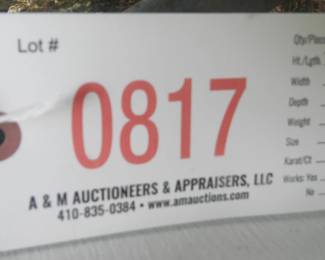 Lot #
0817
A & M AUCTIONEERS & APPRAISERS, LLC
410-835-0384 • www.amauctions.com
Qty/Piece
Ht./Lgth.
Width
Depth
Weight
Size
Karat/Ct
Works: Yes
No